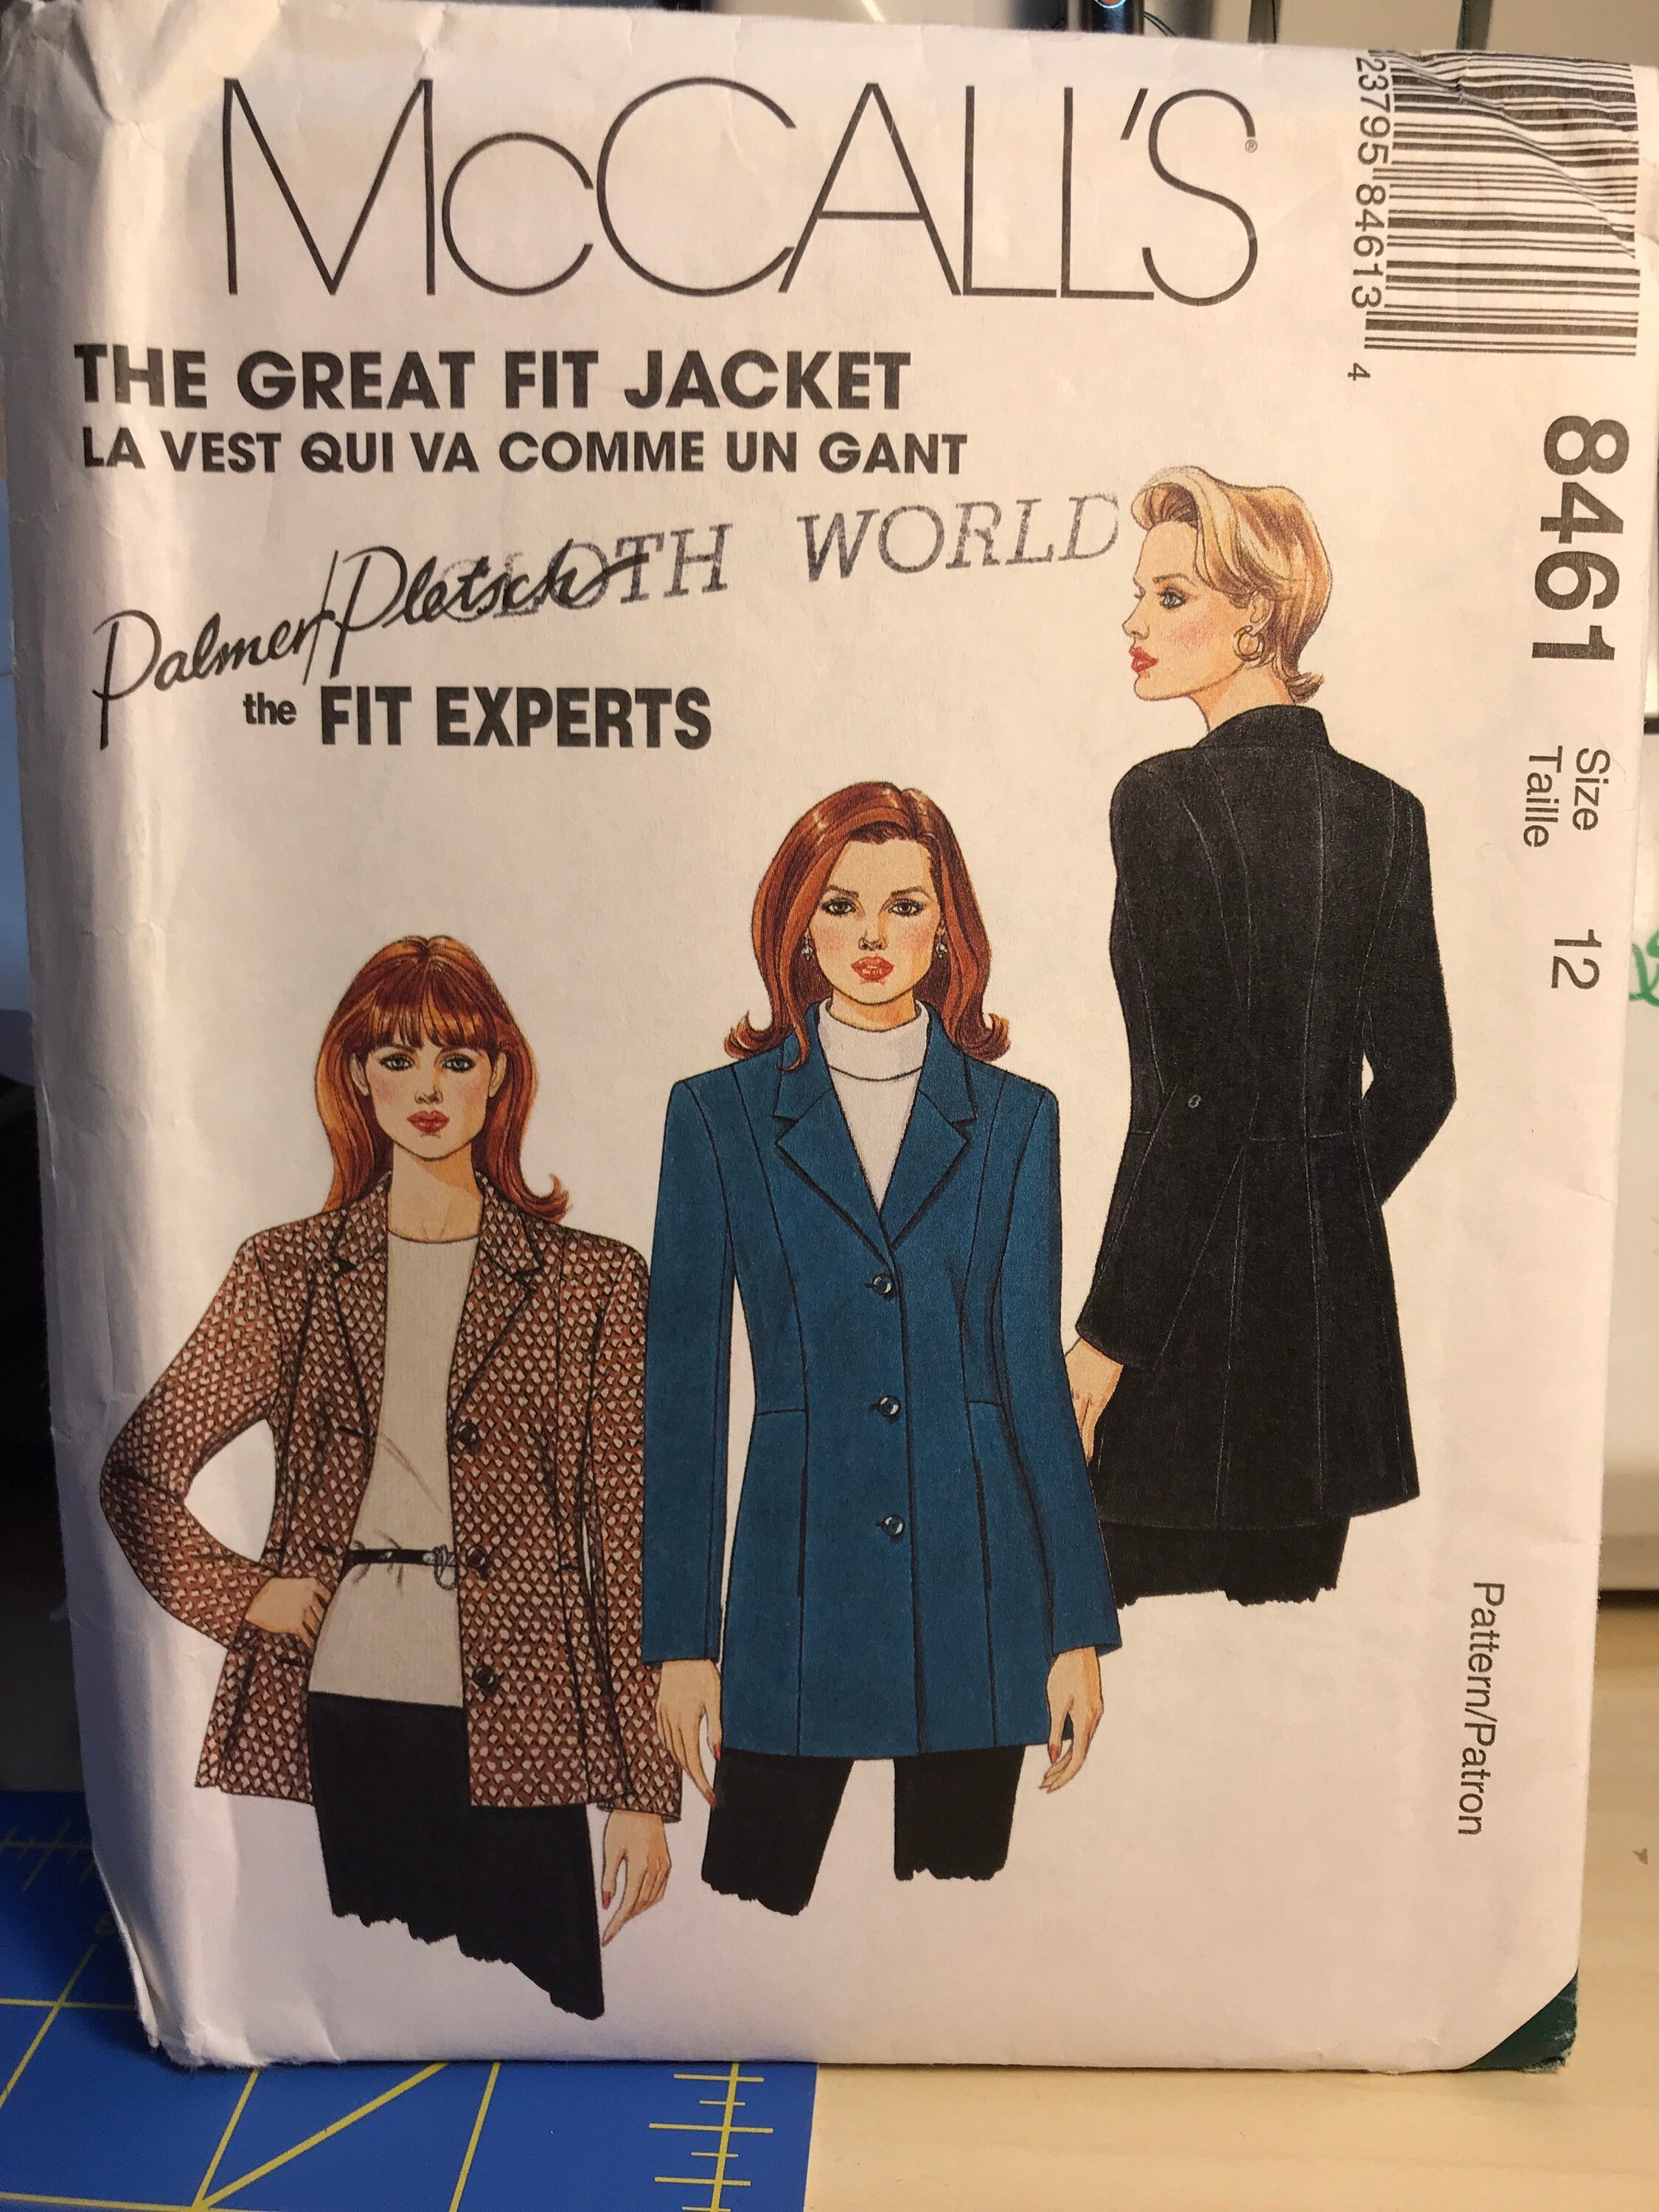 McCALL'S®
23795 84613 4
THE GREAT FIT JACKET
LA VEST QUI VA COMME UN GANT
CLOTH WORLD
Palmer/Pletsch
the FIT EXPERTS
8461
Size 12
Taille
Pattern/Patron